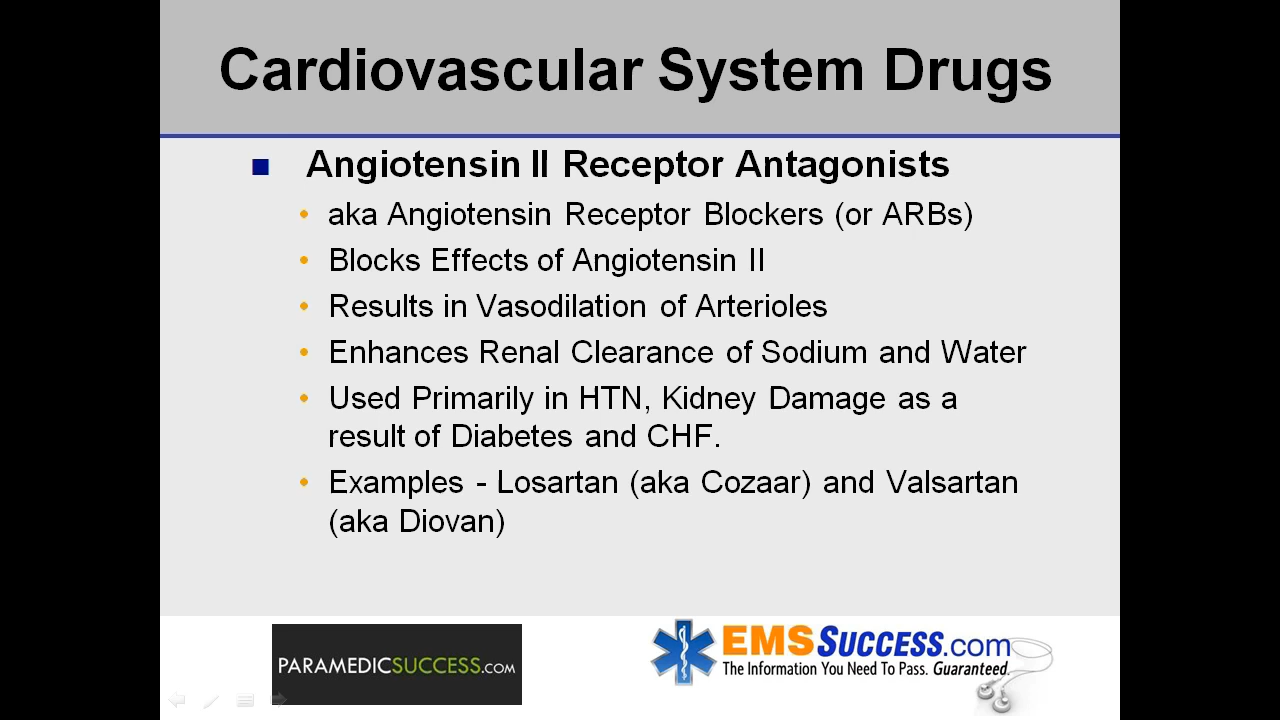 Cardiovascular System Drugs
Angiotensin II Receptor Antagonists
aka Angiotensin Receptor Blockers (or ARBs)
Blocks Effects of Angiotensin II
Results in Vasodilation of Arterioles
Enhances Renal Clearance of Sodium and Water
Used Primarily in HTN, Kidney Damage as a
result of Diabetes and CHF.
Examples - Losartan (aka Cozaar) and Valsartan
(aka Diovan)
PARAMEDICSUCCESS.COM
EMSSUCCESS.com
The Information You Need To Pass. Guaranteed.